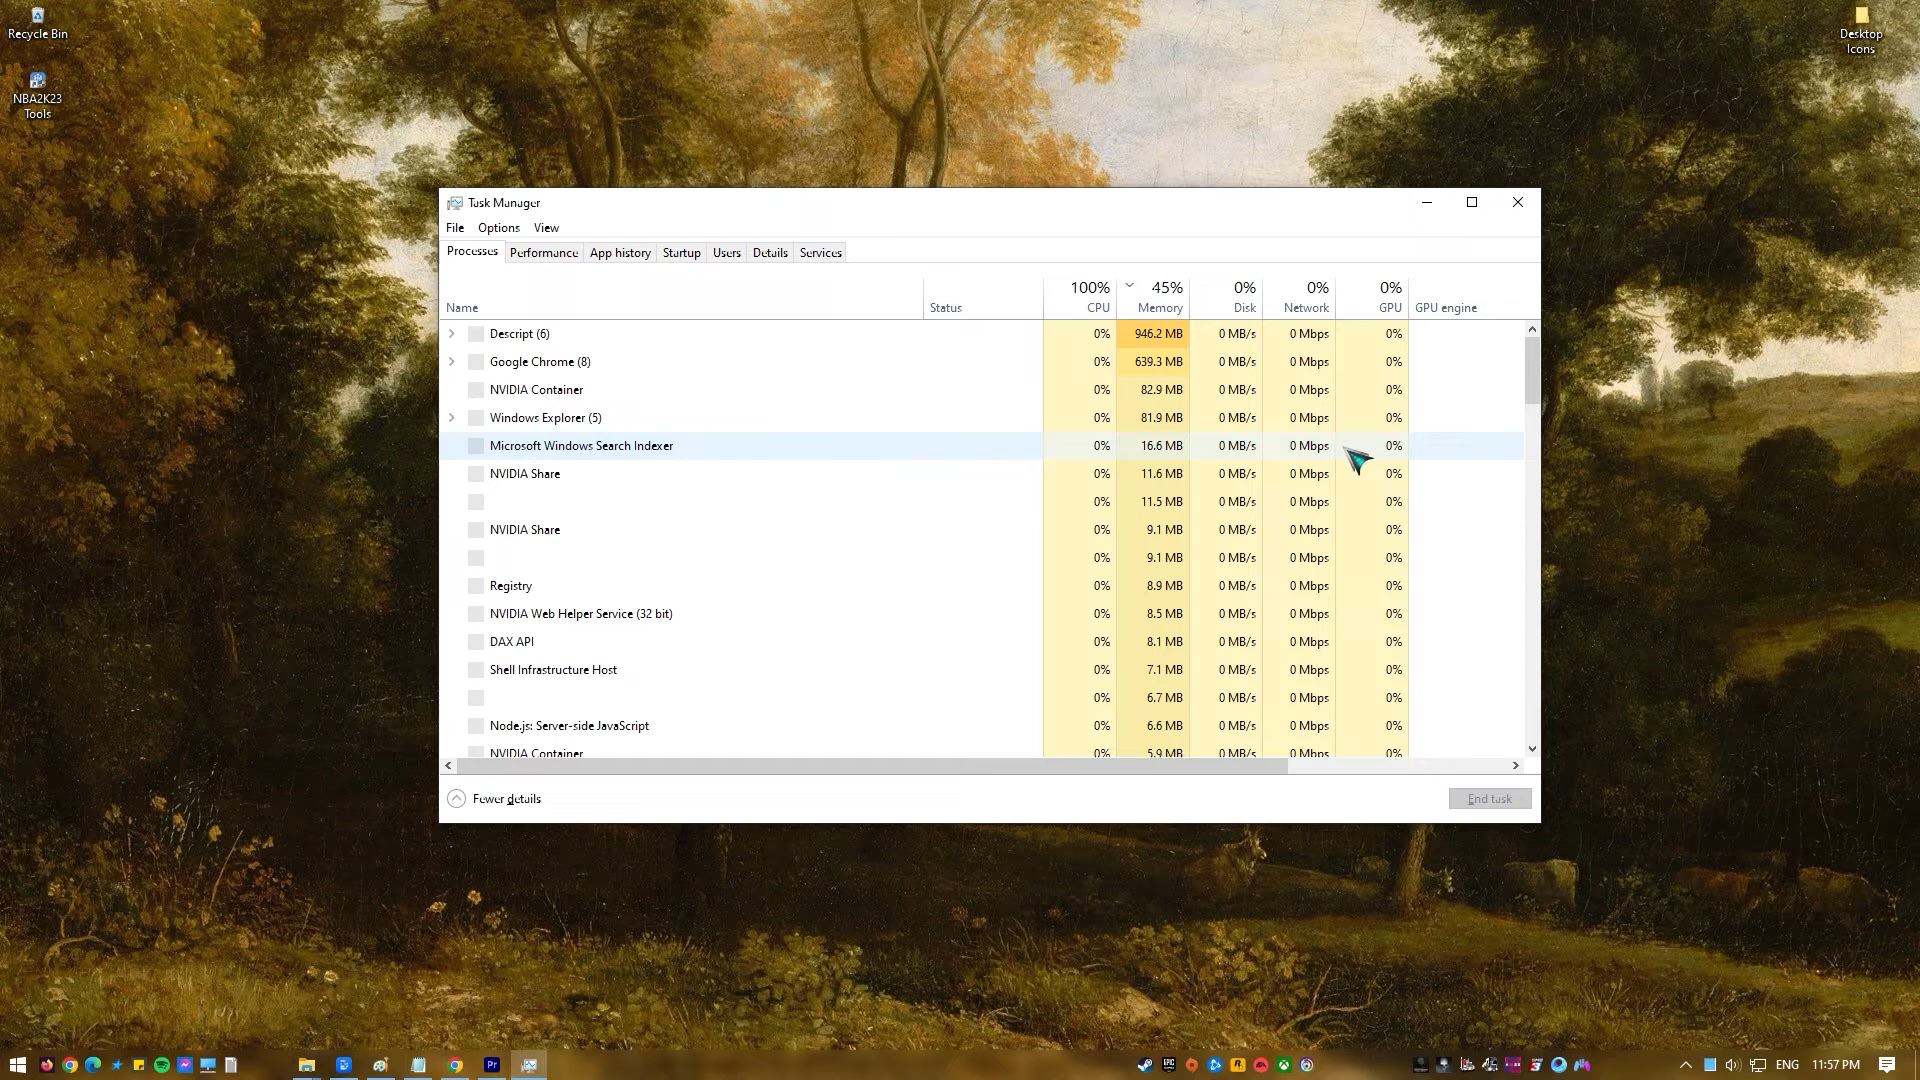 Recycle Bin
NBA2K23
Tools
Desktop
Icons
Task Manager
File Options View
Processes Performance App history Startup Users Details Services
100% 45% 0% 0% 0%
Name Status CPU Memory Disk Network GPU GPU engine
Descript (6) 0% 946.2 MB 0 MB/s 0 Mbps 0%
Google Chrome (8) 0% 639.3 MB 0 MB/s 0 Mbps 0%
NVIDIA Container 0% 82.9 MB 0 MB/s 0 Mbps 0%
Windows Explorer (5) 0% 81.9 MB 0 MB/s 0 Mbps 0%
Microsoft Windows Search Indexer 0% 16.6 MB 0 MB/s 0 Mbps 0%
NVIDIA Share 0% 11.6 MB 0 MB/s 0 Mbps 0%
0% 11.5 MB 0 MB/s 0 Mbps 0%
NVIDIA Share 0% 9.1 MB 0 MB/s 0 Mbps 0%
0% 9.1 MB 0 MB/s 0 Mbps 0%
Registry 0% 8.9 MB 0 MB/s 0 Mbps 0%
NVIDIA Web Helper Service (32 bit) 0% 8.5 MB 0 MB/s 0 Mbps 0%
DAX API 0% 8.1 MB 0 MB/s 0 Mbps 0%
Shell Infrastructure Host 0% 7.1 MB 0 MB/s 0 Mbps 0%
0% 6.7 MB 0 MB/s 0 Mbps 0%
Node.js: Server-side JavaScript 0% 6.6 MB 0 MB/s 0 Mbps 0%
NVIDIA Container 0% 5.9 MB 0 MB/s 0 Mbps 0%
Fewer details End task
Pr ENG 11:57 PM